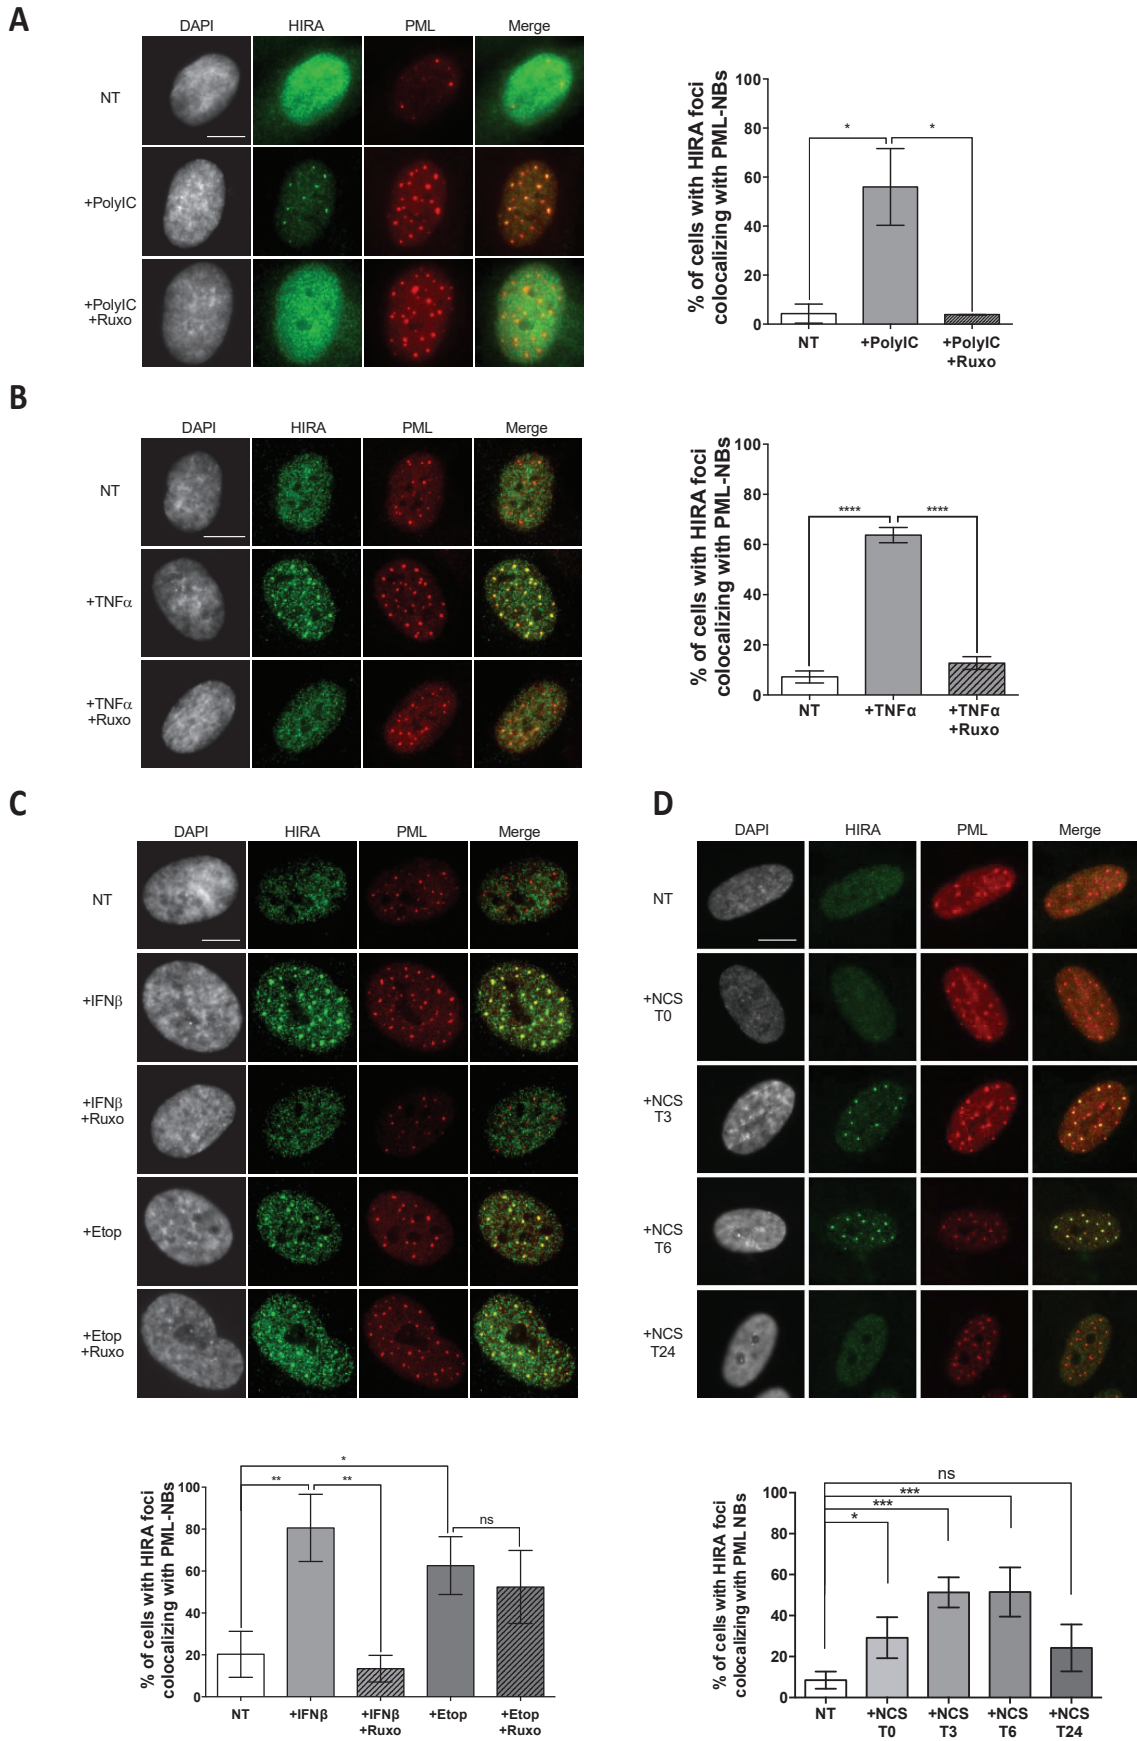 A
DAPI HIRA PML Merge
NT
+PolyIC
+PolyIC
+Ruxo
% of cells with HIRA foci
colocalizing with PML-NBs
100
80
60
40
20
0
* *
NT +PolyIC +PolyIC
+Ruxo
B
DAPI HIRA PML Merge
NT
+TNFα
+TNFα
+Ruxo
% of cells with HIRA foci
colocalizing with PML-NBs
100
80
60
40
20
0
**** ****
NT +TNFα +TNFα
+Ruxo
C
DAPI HIRA PML Merge
NT
+IFNβ
+IFNβ
+Ruxo
+Etop
+Etop
+Ruxo
% of cells with HIRA foci
colocalizing with PML-NBs
100
80
60
40
20
0
*
** **
ns
NT +IFNβ +IFNβ +Etop +Etop
+Ruxo +Ruxo
D
DAPI HIRA PML Merge
NT
+NCS
T0
+NCS
T3
+NCS
T6
+NCS
T24
% of cells with HIRA foci
colocalizing with PML NBs
100
80
60
40
20
0
ns
***
***
*
NT +NCS +NCS +NCS +NCS
T0 T3 T6 T24